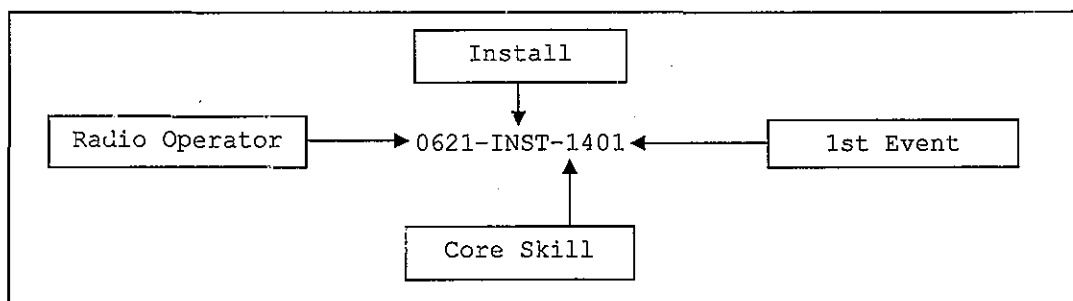 Install
Radio Operator
0621-INST-1401
1st Event
Core Skill